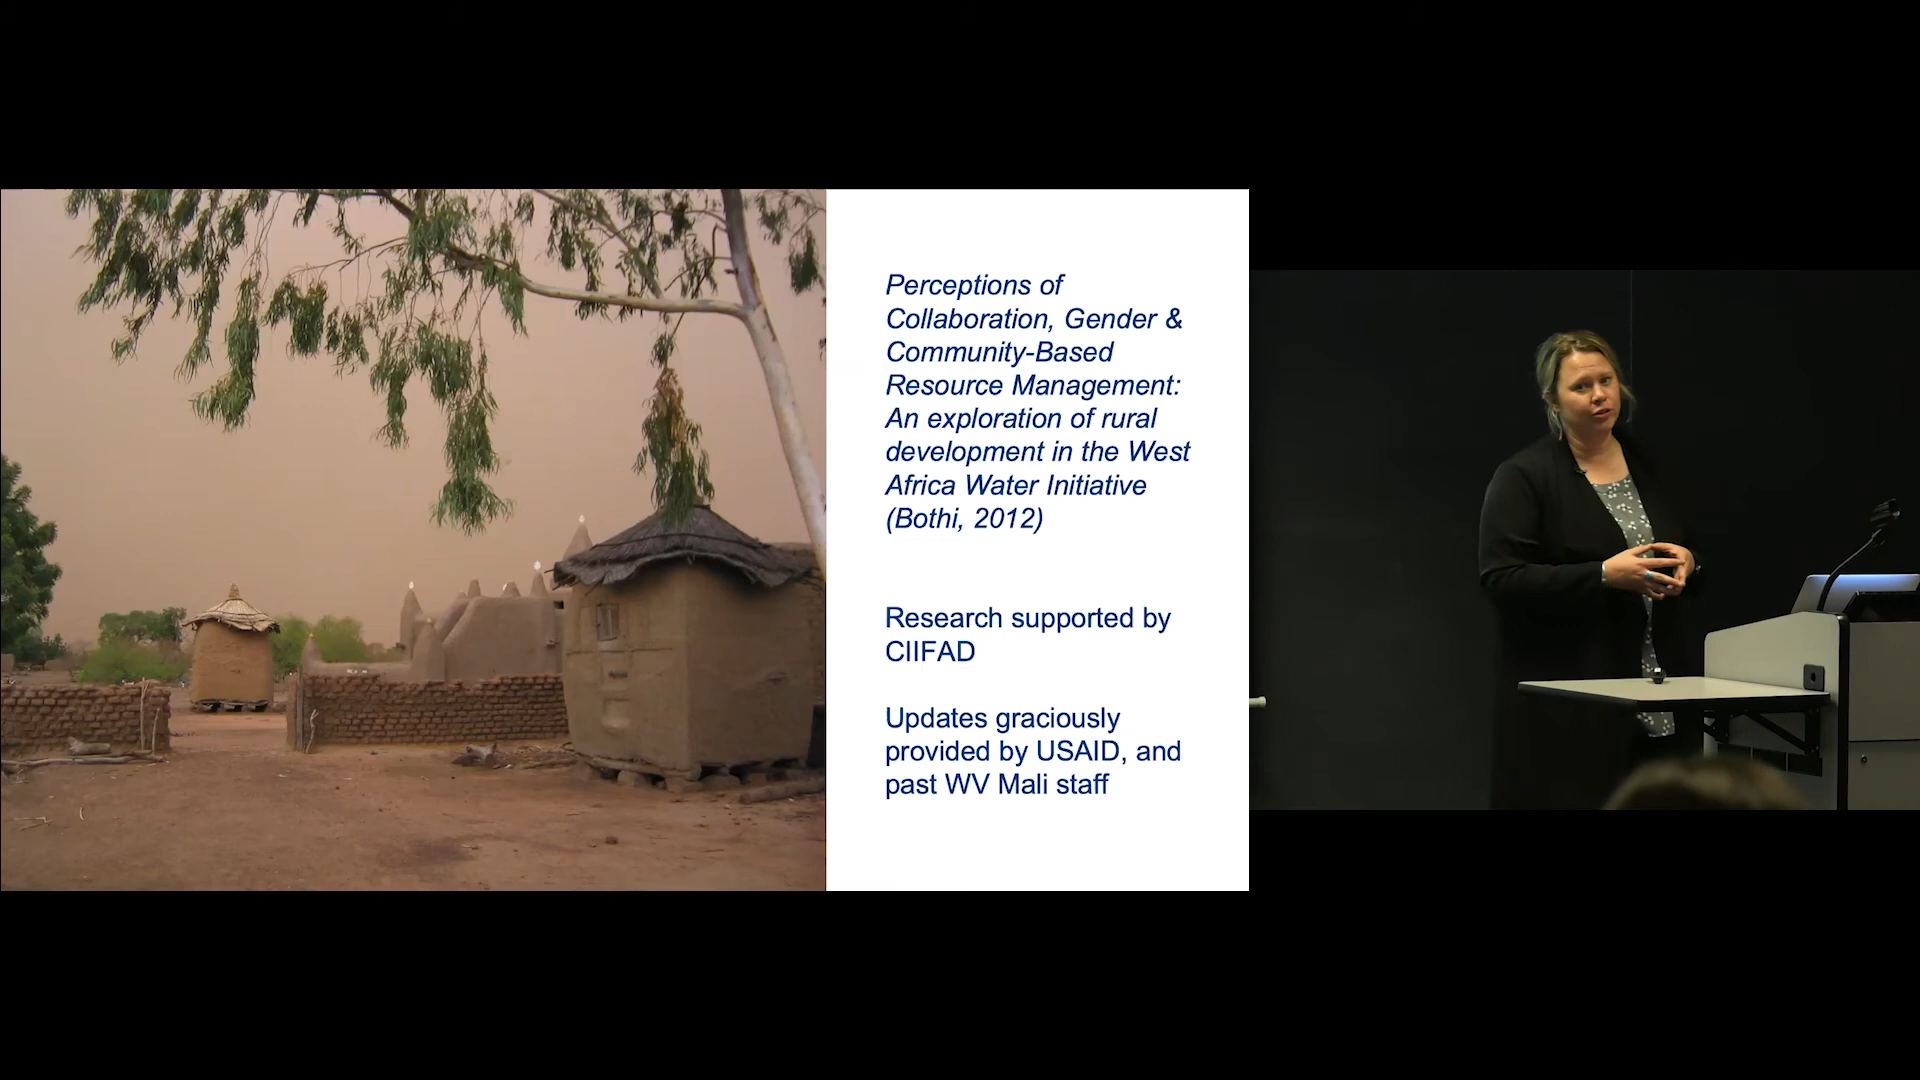 Perceptions of
Collaboration, Gender &
Community-Based
Resource Management:
An exploration of rural
development in the West
Africa Water Initiative
(Bothi, 2012)
Research supported by
CIIFAD
Updates graciously
provided by USAID, and
past WV Mali staff